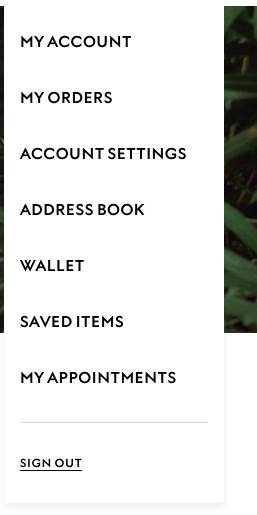 MY ACCOUNT
MY ORDERS
ACCOUNT SETTINGS
ADDRESS BOOK
WALLET
SAVED ITEMS
MY APPOINTMENTS
SIGN OUT